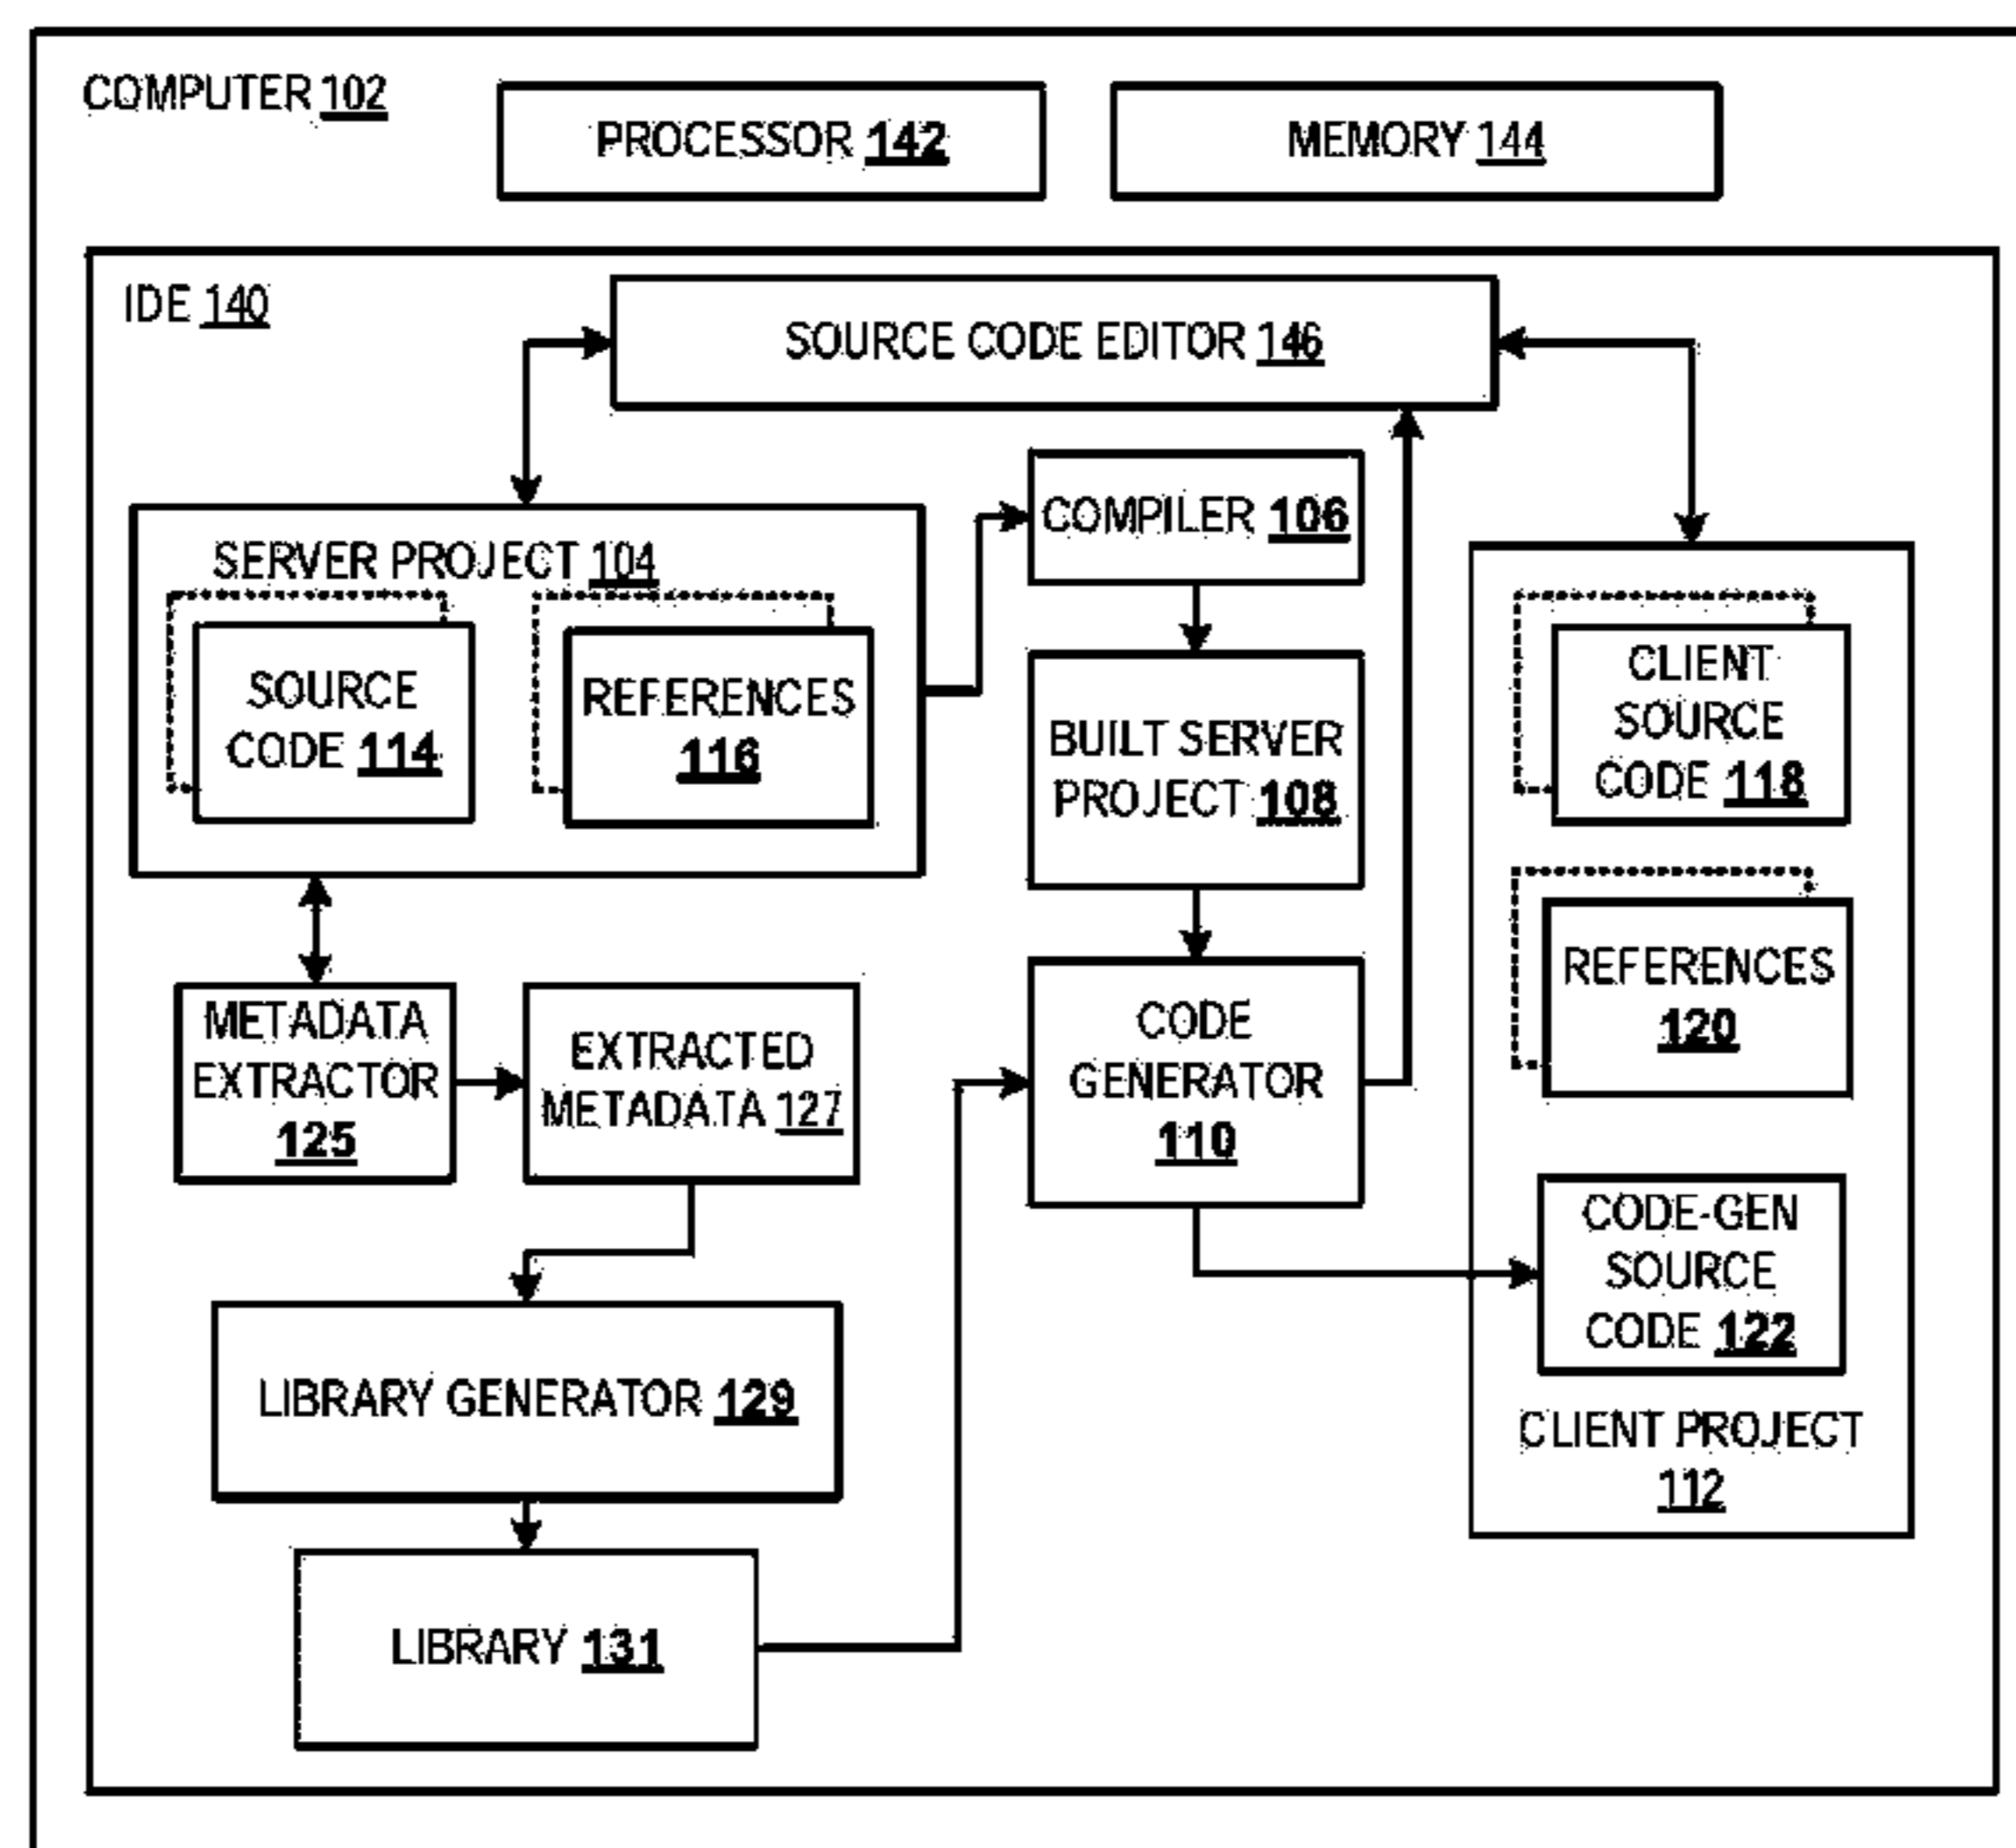 COMPUTER 102
PROCESSOR 142
MEMORY 144
IDE 140
SOURCE CODE EDITOR 146
COMPILER 106
SERVER PROJECT 104
SOURCE
CODE 114
REFERENCES
116
BUILT SERVER
PROJECT 108
CLIENT
SOURCE
CODE 118
REFERENCES
120
METADATA
EXTRACTOR
125
EXTRACTED
METADATA 127
CODE
GENERATOR
110
CODE-GEN
SOURCE
CODE 122
CLIENT PROJECT
112
LIBRARY GENERATOR 129
LIBRARY 131